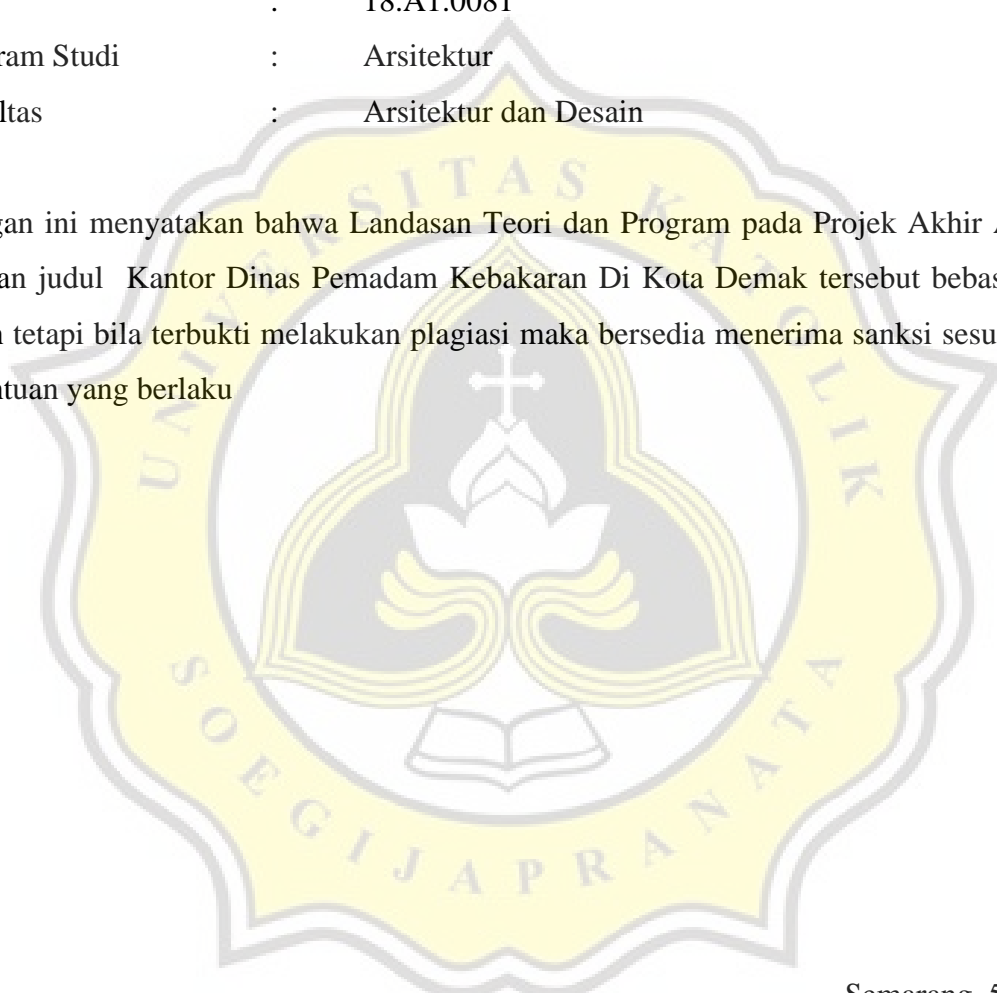 : 18.A1.0081
ram Studi : Arsitektur
ltas : Arsitektur dan Desain
gan ini menyatakan bahwa Landasan Teori dan Program pada Projek Akhir A
an judul Kantor Dinas Pemadam Kebakaran Di Kota Demak tersebut bebas
n tetapi bila terbukti melakukan plagiasi maka bersedia menerima sanksi sesu
ntuan yang berlaku
UNIVERSITAS KATOLIK
SOEGIJAPRANATA
Semarang, 5